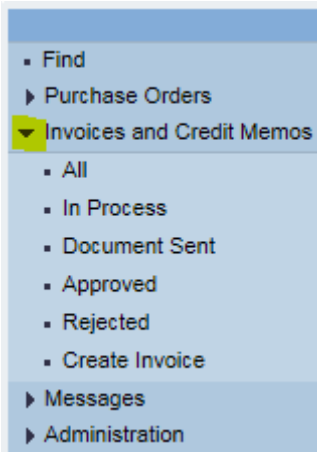 Find
Purchase Orders
Invoices and Credit Memos
All
In Process
Document Sent
Approved
Rejected
Create Invoice
Messages
Administration